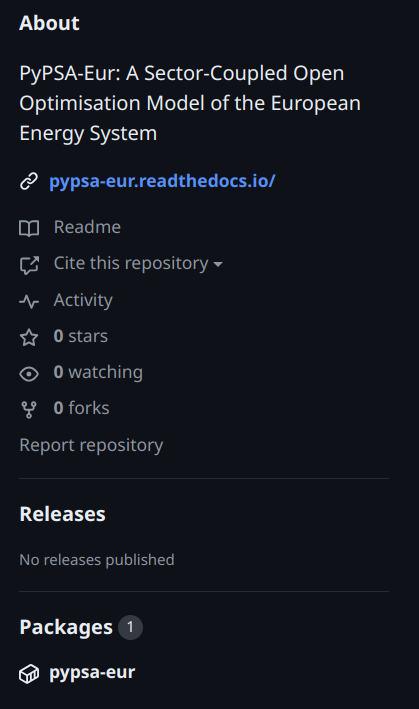 About
PyPSA-Eur: A Sector-Coupled Open
Optimisation Model of the European
Energy System
pypsa-eur.readthedocs.io/
Readme
Cite this repository
Activity
0 stars
0 watching
0 forks
Report repository
Releases
No releases published
Packages 1
pypsa-eur